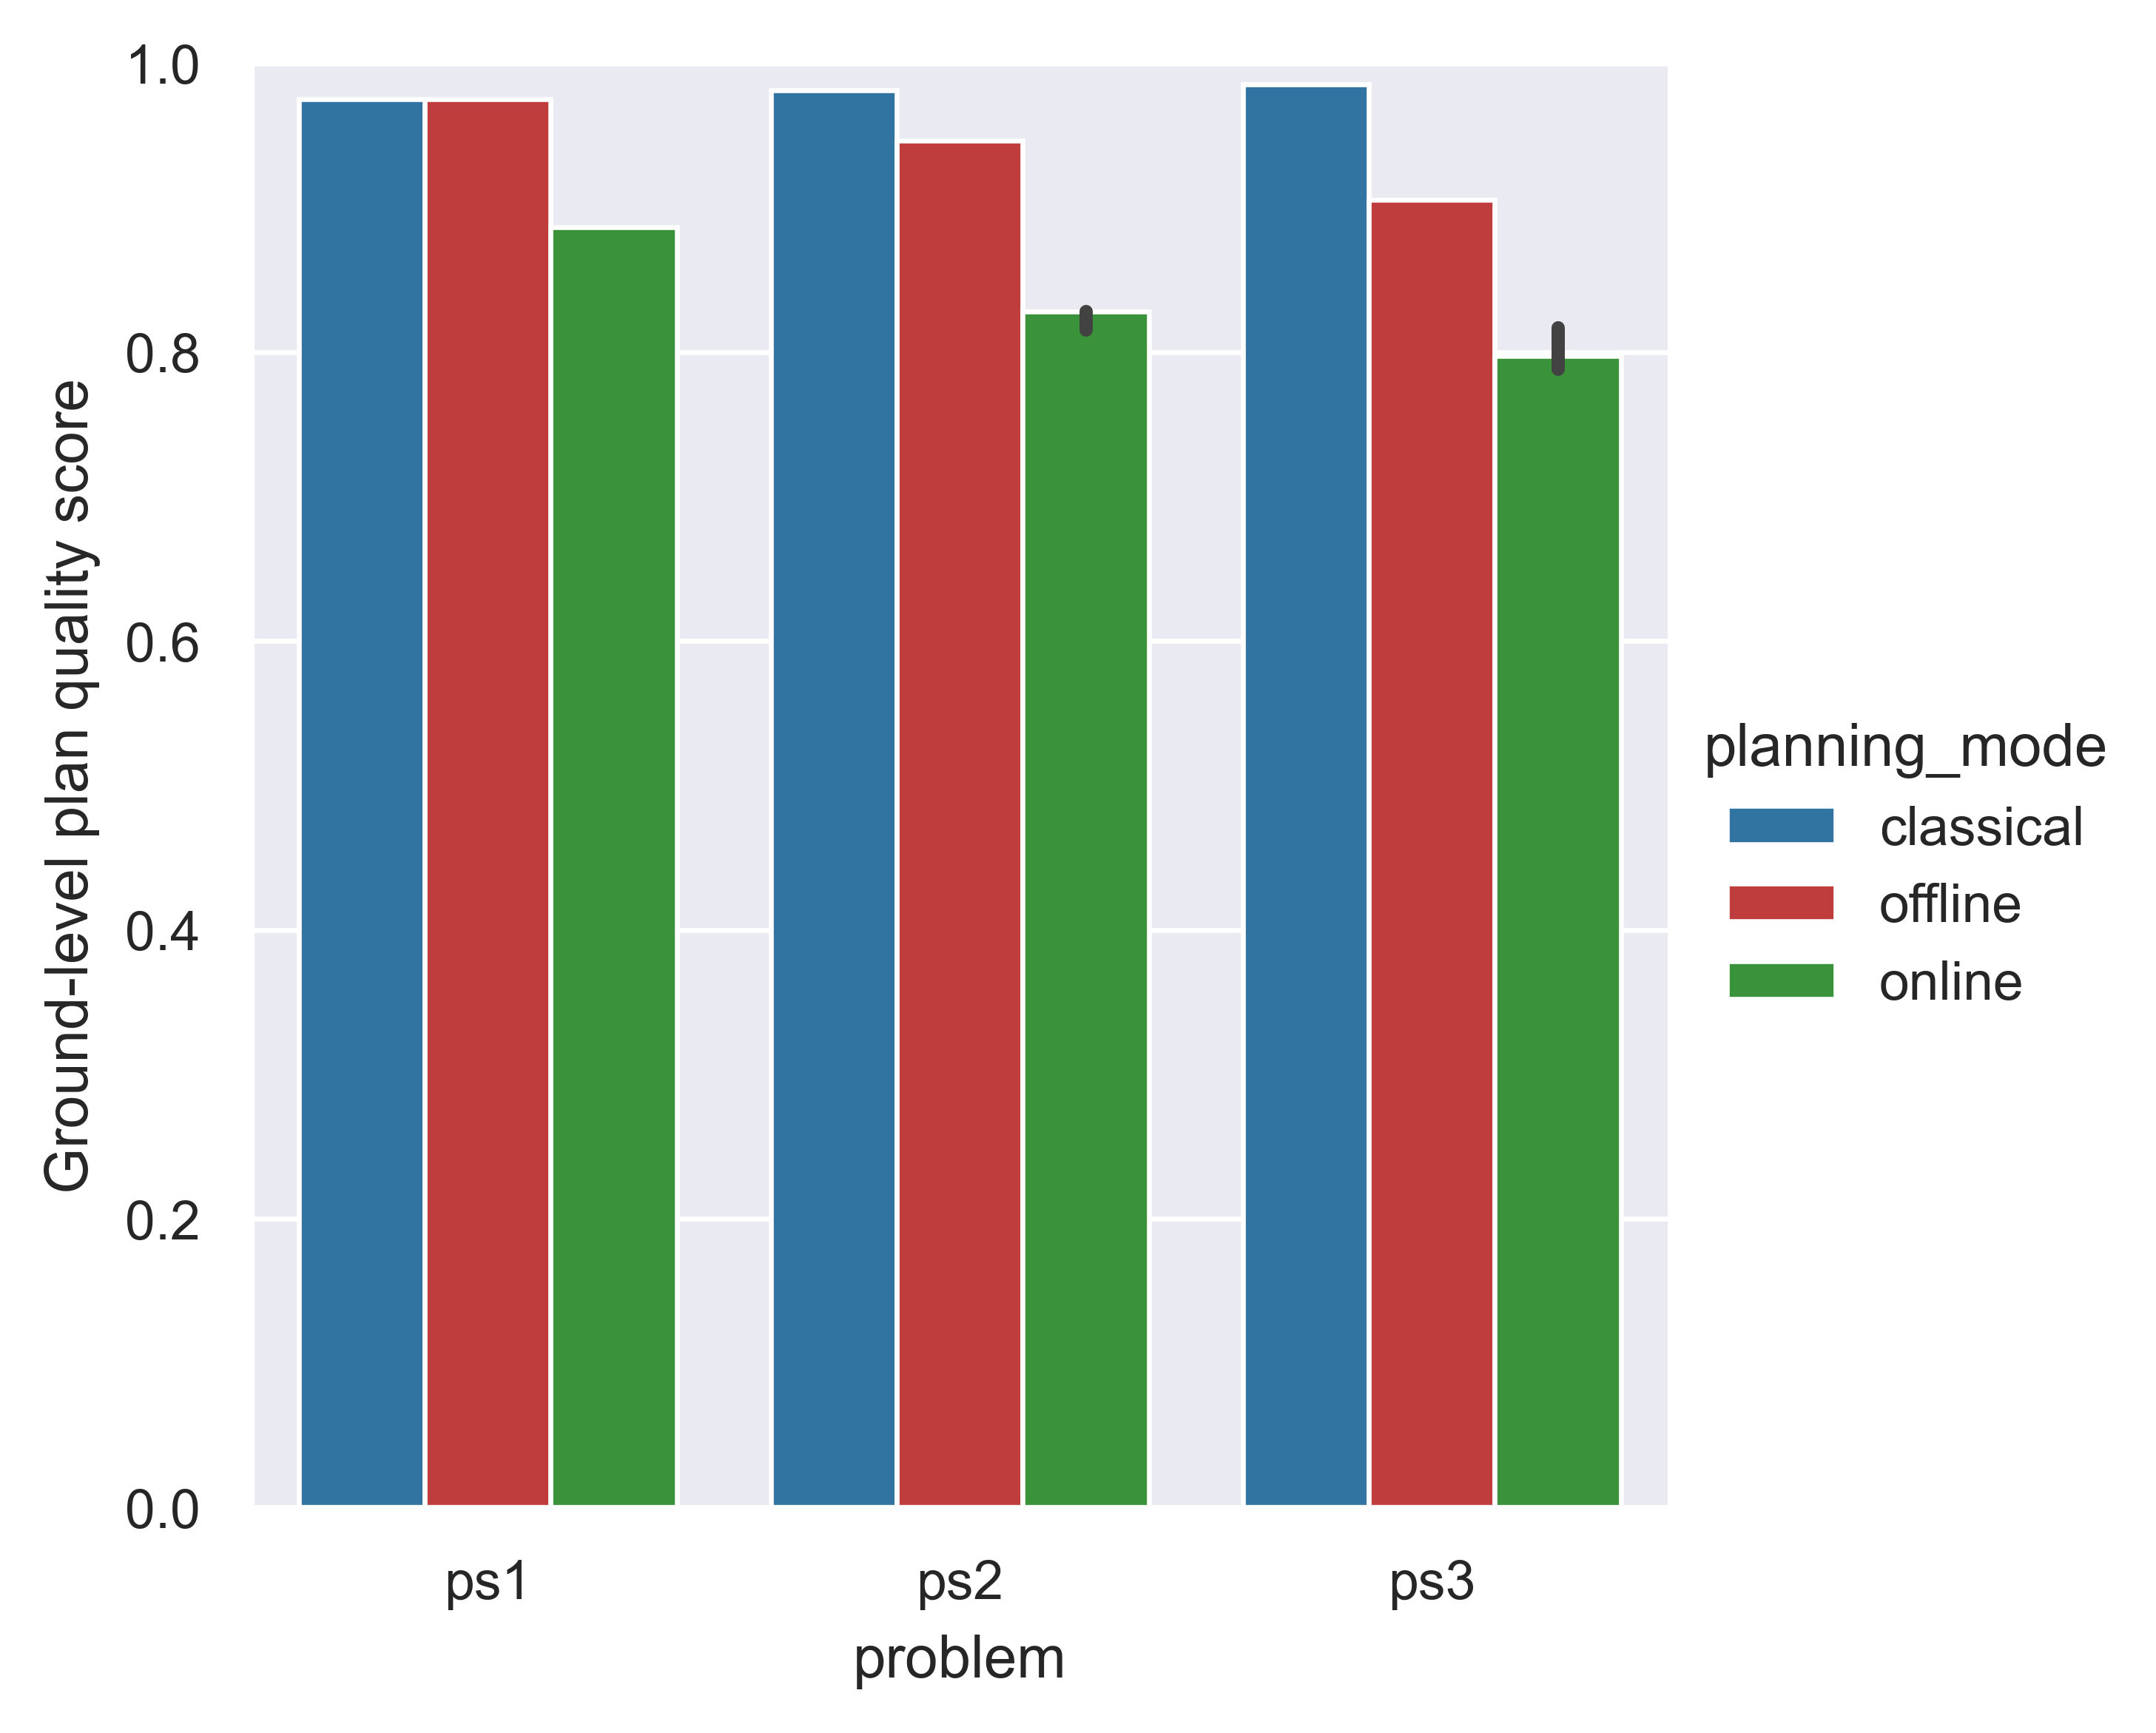 1.0
0.8
0.6
0.4
0.2
0.0
Ground-level plan quality score
ps1
ps2
ps3
problem
planning_mode
classical
offline
online